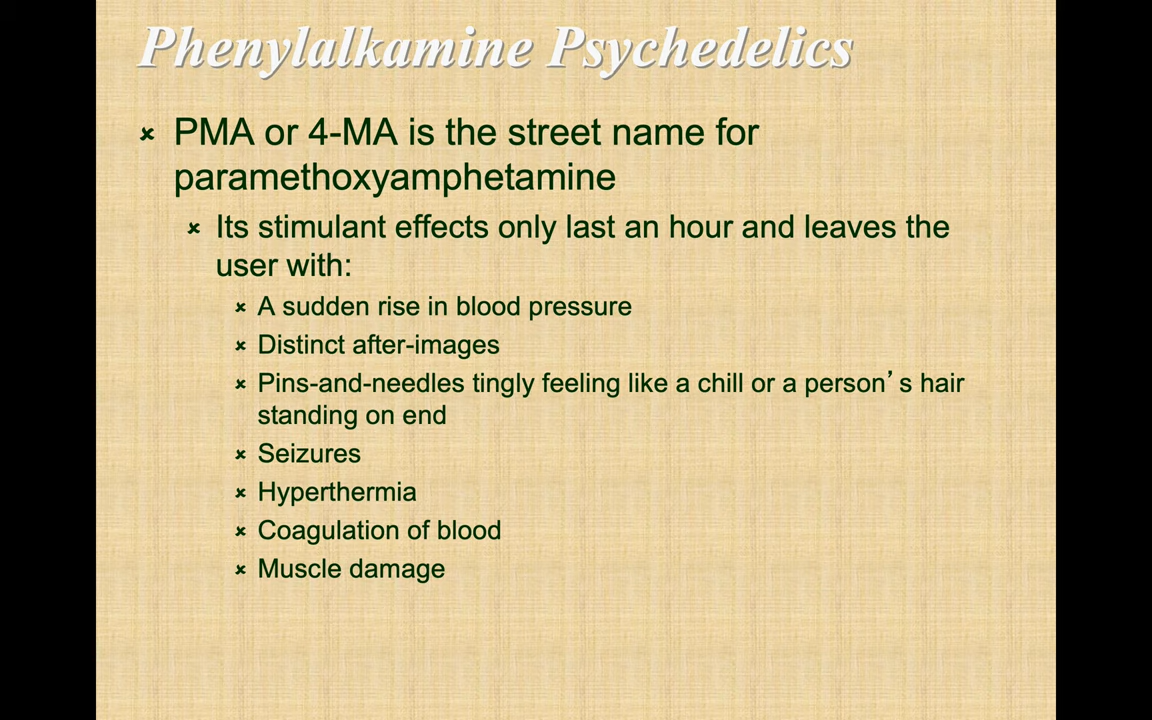 Phenylalkamine Psychedelics
PMA or 4-MA is the street name for
paramethoxyamphetamine
Its stimulant effects only last an hour and leaves the
user with:
A sudden rise in blood pressure
Distinct after-images
Pins-and-needles tingly feeling like a chill or a person’s hair
standing on end
Seizures
Hyperthermia
Coagulation of blood
Muscle damage